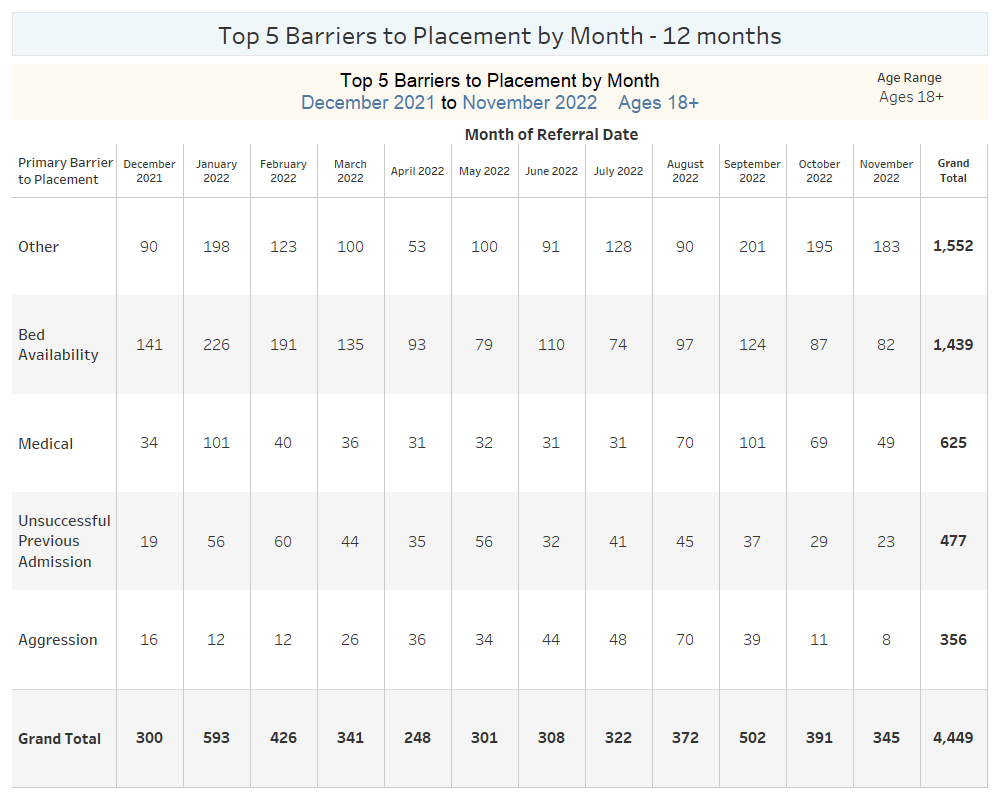 Top 5 Barriers to Placement by Month - 12 months
Top 5 Barriers to Placement by Month
December 2021 to November 2022 Ages 18+
Age Range
Ages 18+
Month of Referral Date
Primary Barrier to Placement December 2021 January 2022 February 2022 March 2022 April 2022 May 2022 June 2022 July 2022 August 2022 September 2022 October 2022 November 2022 Grand Total
Other 90 198 123 100 53 100 91 128 90 201 195 183 1,552
Bed Availability 141 226 191 135 93 79 110 74 97 124 87 82 1,439
Medical 34 101 40 36 31 32 31 31 70 101 69 49 625
Unsuccessful Previous Admission 19 56 60 44 35 56 32 41 45 37 29 23 477
Aggression 16 12 12 26 36 34 44 48 70 39 11 8 356
Grand Total 300 593 426 341 248 301 308 322 372 502 391 345 4,449